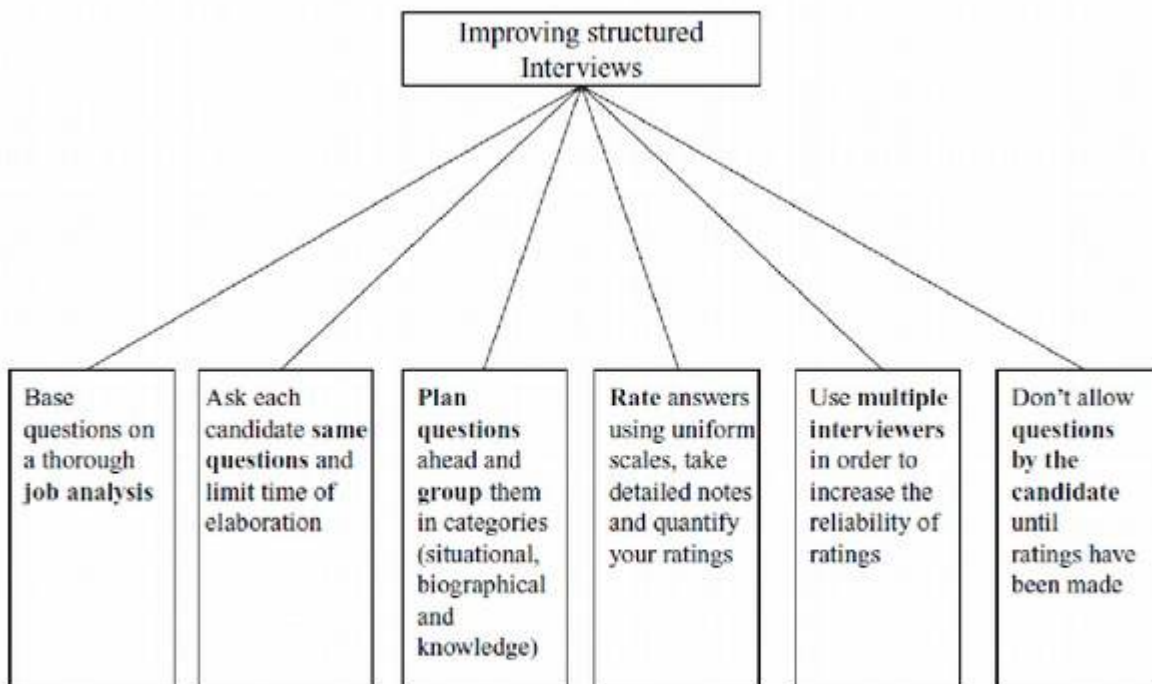 Improving structured
Interviews
Base
questions on
a thorough
job analysis
Ask each
candidate same
questions and
limit time of
elaboration
Plan
questions
ahead and
group them
in categories
(situational,
biographical
and
knowledge)
Rate answers
using uniform
scales, take
detailed notes
and quantify
your ratings
Use multiple
interviewers
in order to
increase the
reliability of
ratings
Don’t allow
questions
by the
candidate
until
ratings have
been made